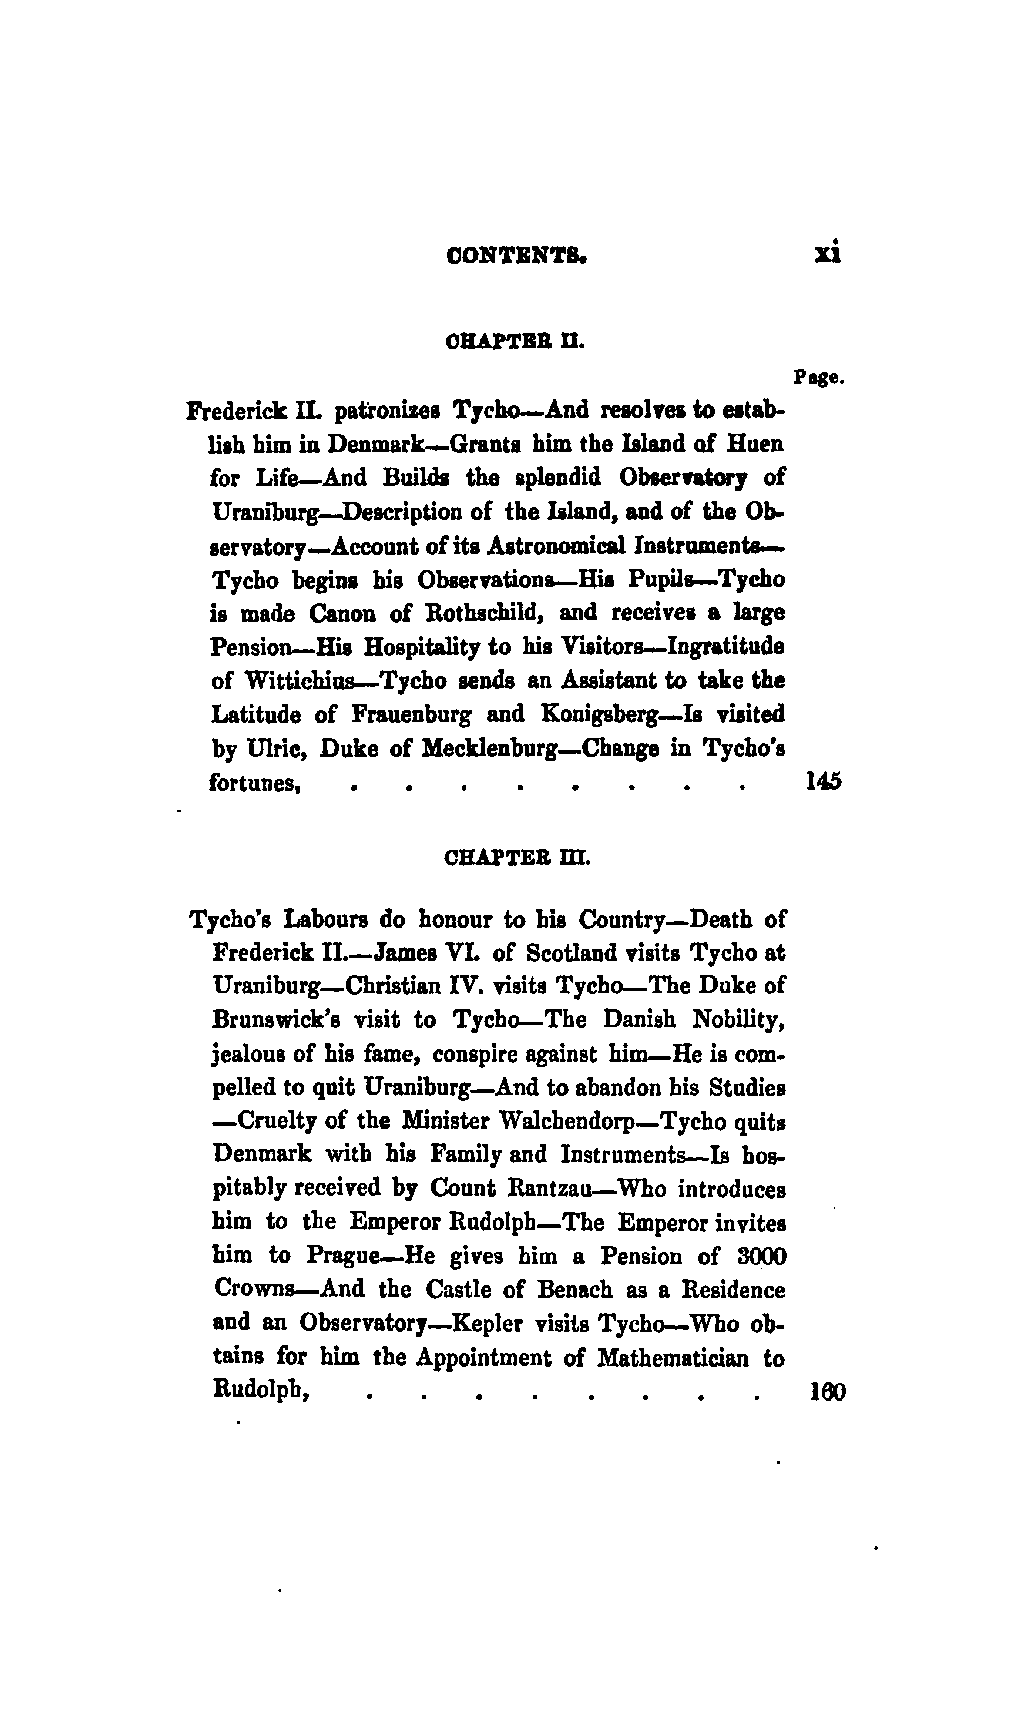 CONTENTS. xi
CHAPTER II.
Page.
Frederick II. patronizes Tycho—And resolves to estab-
lish him in Denmark—Grants him the Island of Huen
for Life—And Builds the splendid Observatory of
Uraniburg—Description of the Island, and of the Ob-
servatory—Account of its Astronomical Instruments—
Tycho begins his Observations—His Pupils—Tycho
is made Canon of Rothschild, and receives a large
Pension—His Hospitality to his Visitors—Ingratitude
of Wittichius—Tycho sends an Assistant to take the
Latitude of Frauenburg and Konigsberg—Is visited
by Ulric, Duke of Mecklenburg—Change in Tycho's
fortunes, . . . . . . . . 145
CHAPTER III.
Tycho's Labours do honour to his Country—Death of
Frederick II.—James VI. of Scotland visits Tycho at
Uraniburg—Christian IV. visits Tycho—The Duke of
Brunswick's visit to Tycho—The Danish Nobility,
jealous of his fame, conspire against him—He is com-
pelled to quit Uraniburg—And to abandon his Studies
—Cruelty of the Minister Walchendorp—Tycho quits
Denmark with his Family and Instruments—Is hos-
pitably received by Count Rantzau—Who introduces
him to the Emperor Rudolph—The Emperor invites
him to Prague—He gives him a Pension of 3000
Crowns—And the Castle of Benach as a Residence
and an Observatory—Kepler visits Tycho—Who ob-
tains for him the Appointment of Mathematician to
Rudolph, . . . . . . . . 160